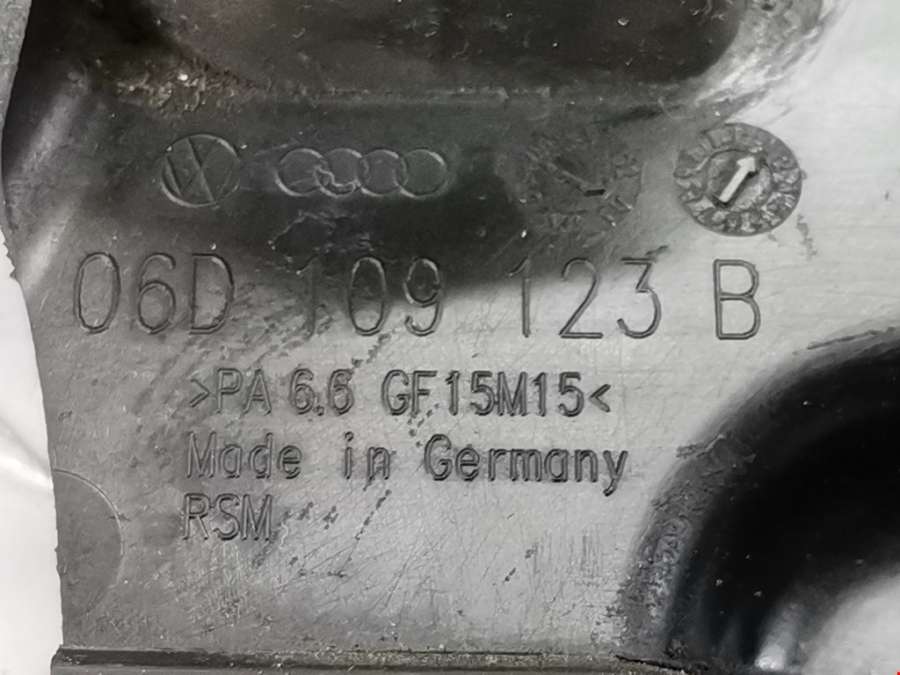 06D 109 123 B
>PA 6.6 GF15M15<
Made in Germany
RSM